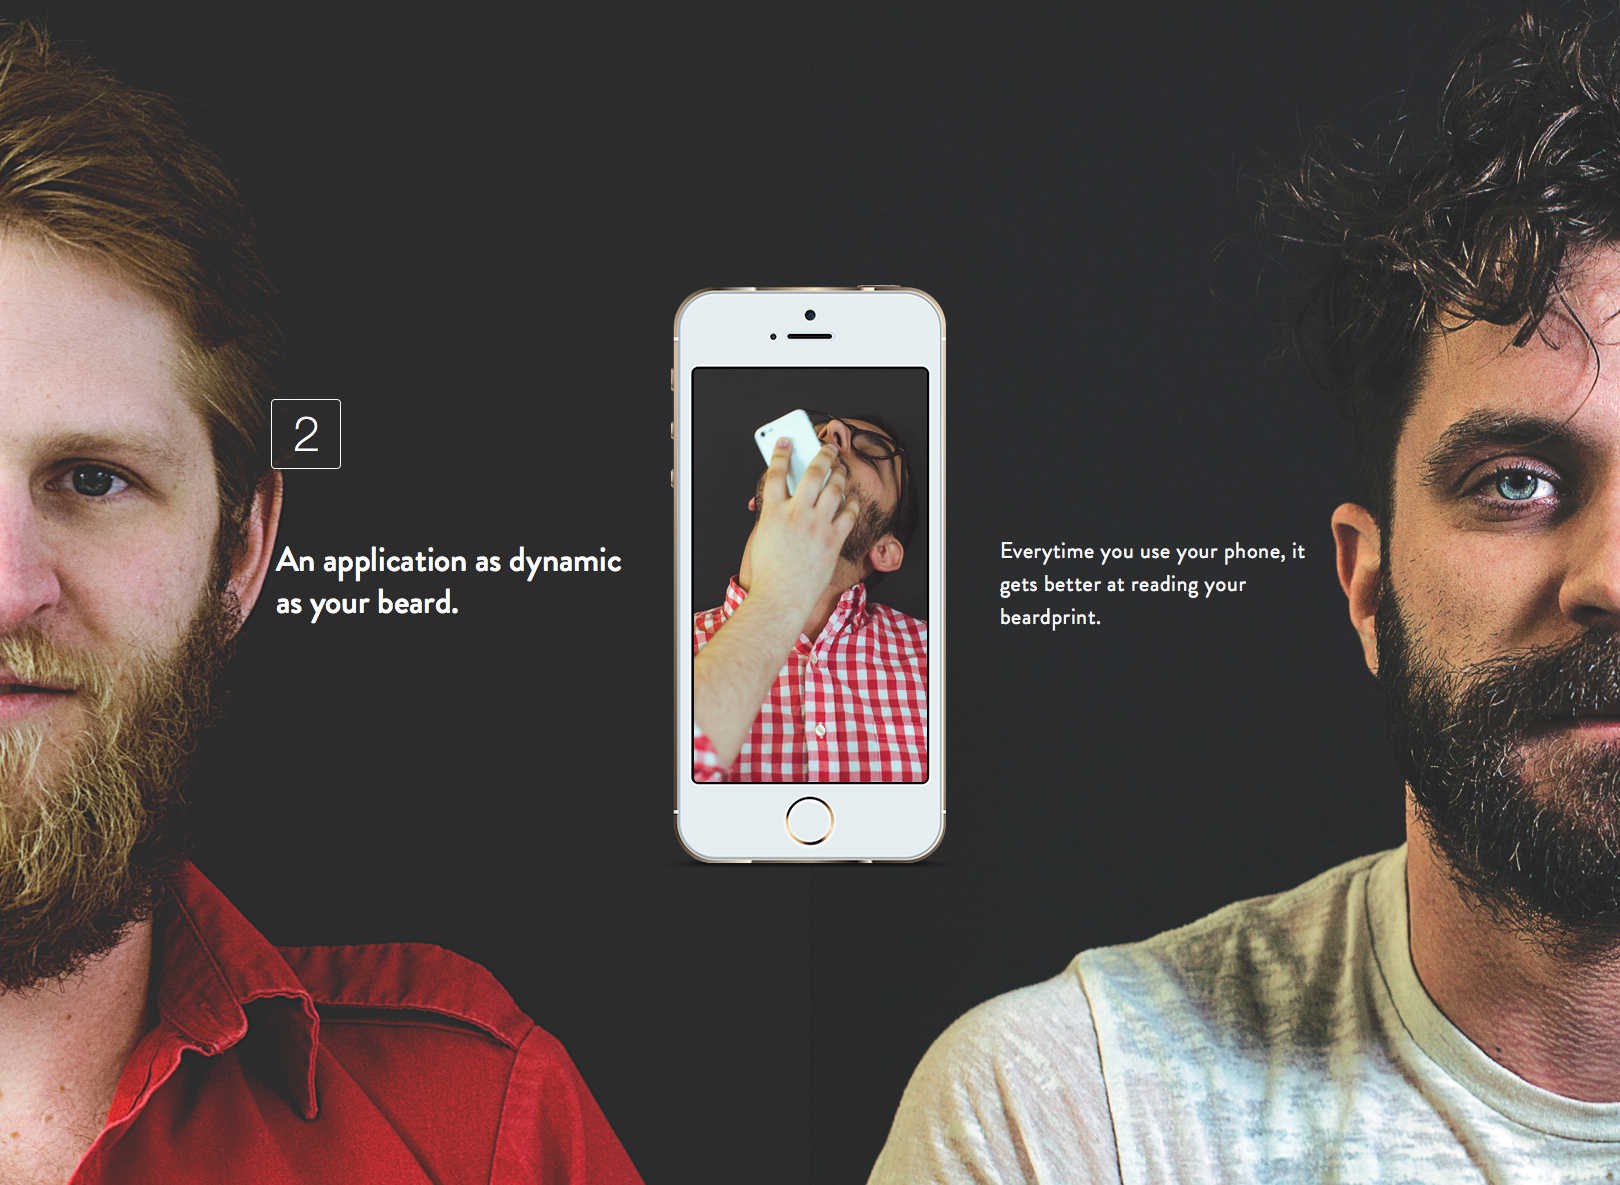 2
An application as dynamic
as your beard.
Everytime you use your phone, it
gets better at reading your
beardprint.